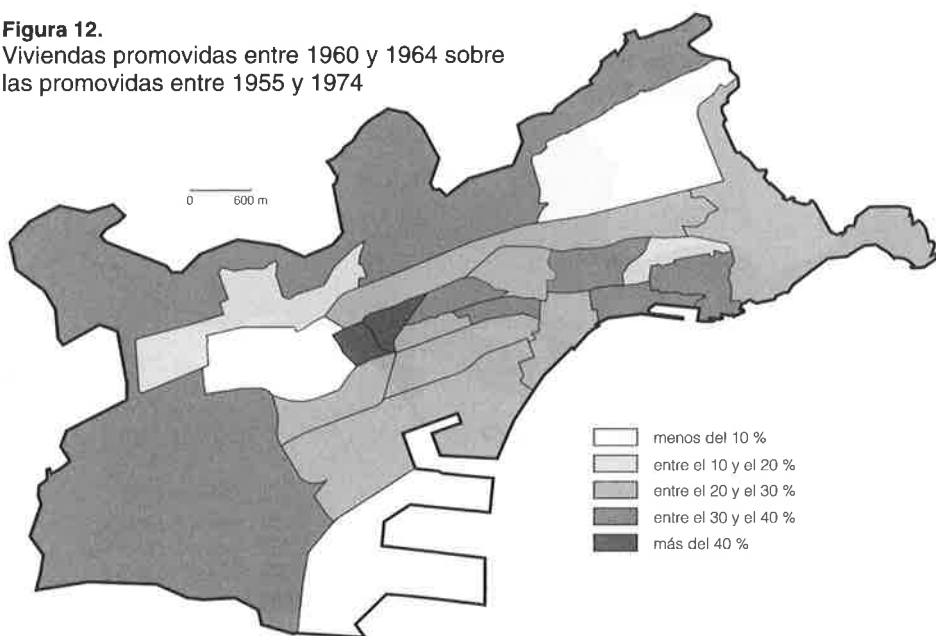 Figura 12.
Viviendas promovidas entre 1960 y 1964 sobre
las promovidas entre 1955 y 1974
0 600 m
menos del 10 %
entre el 10 y el 20 %
entre el 20 y el 30 %
entre el 30 y el 40 %
más del 40 %